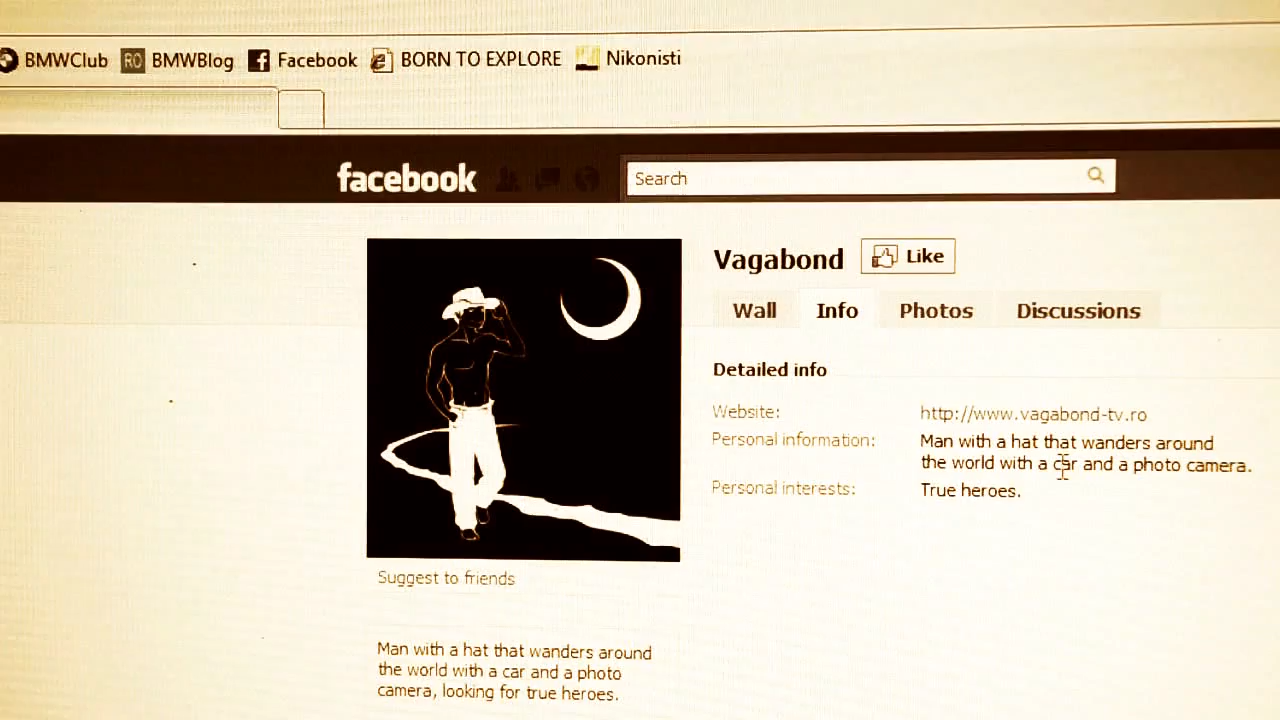 BMWClub RO BMWBlog Facebook BORN TO EXPLORE Nikonisti
facebook Search
Vagabond Like
Wall Info Photos Discussions
Detailed info
Website: http://www.vagabond-tv.ro
Personal information: Man with a hat that wanders around
the world with a car and a photo camera.
Personal interests: True heroes.
Suggest to friends
Man with a hat that wanders around
the world with a car and a photo
camera, looking for true heroes.